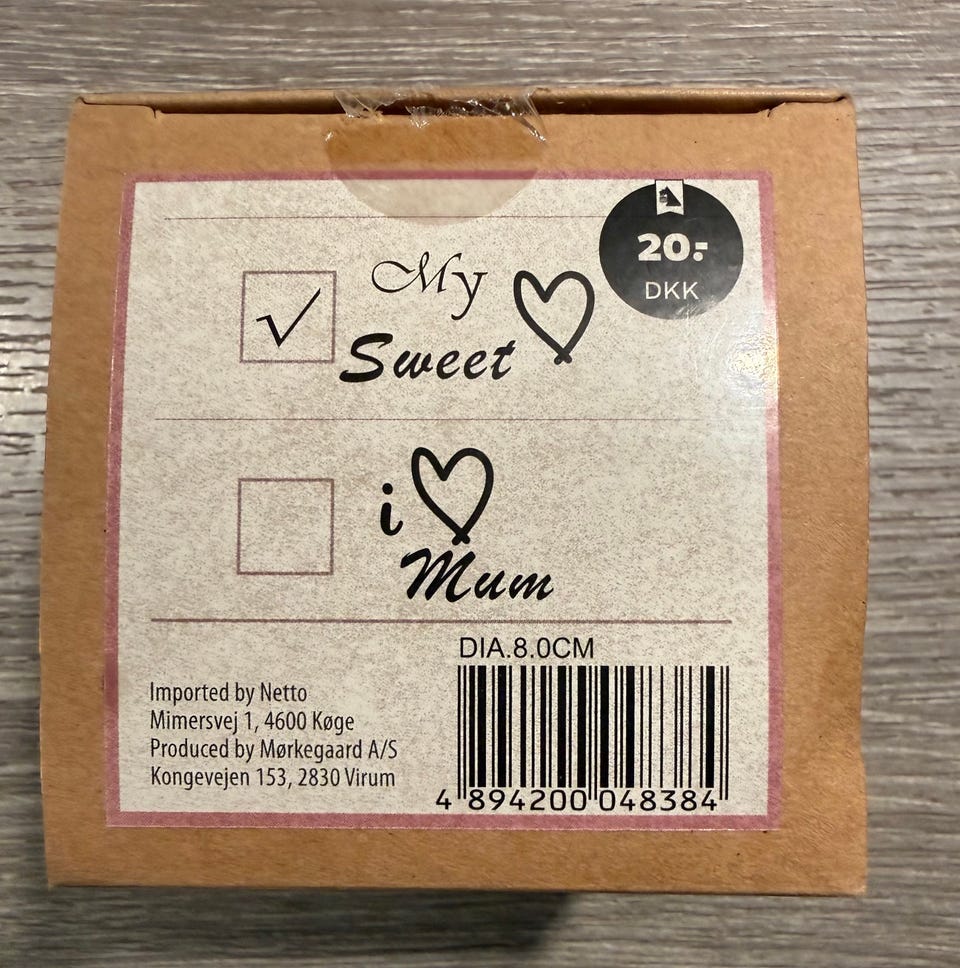 20.-
DKK
My
Sweet
i
Mum
DIA.8.0CM
Imported by Netto
Mimersvej 1, 4600 Køge
Produced by Mørkegaard A/S
Kongevejen 153, 2830 Virum
4 894200 048384